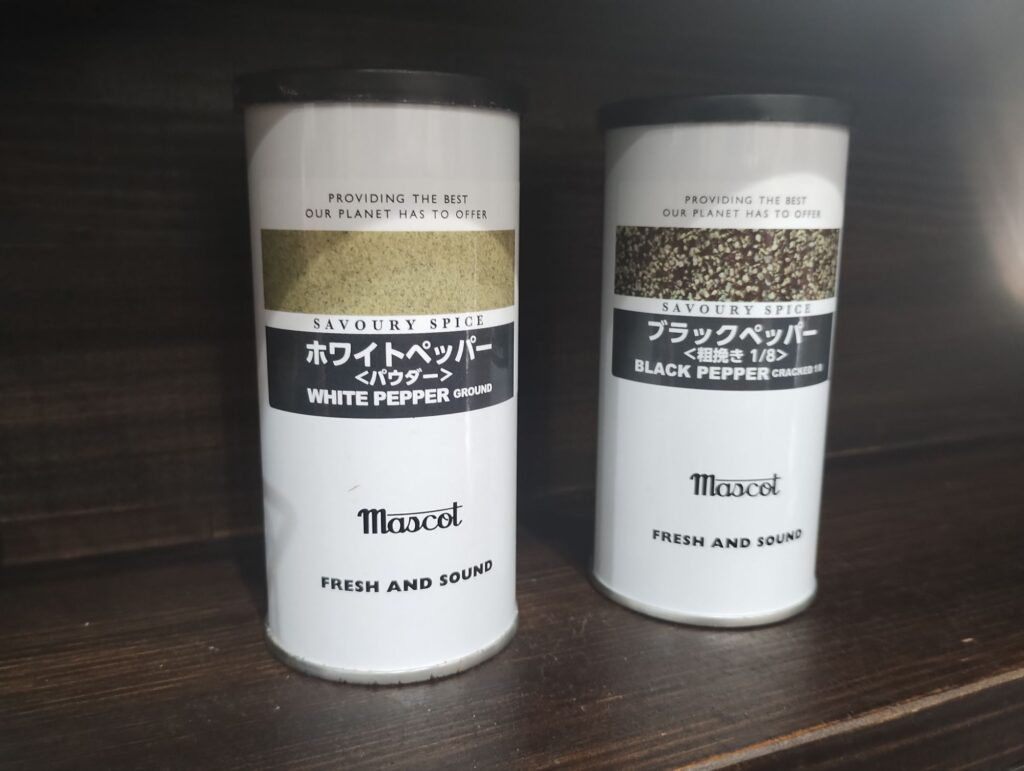 PROVIDING THE BEST
OUR PLANET HAS TO OFFER
SAVOURY SPICE
ホワイトペッパー
<パウダー>
WHITE PEPPER GROUND
mascot
FRESH AND SOUND
PROVIDING THE BEST
OUR PLANET HAS TO OFFER
SAVOURY SPICE
ブラックペッパー
<粗挽き 1/8>
BLACK PEPPER CRACKED 1/8
mascot
FRESH AND SOUND